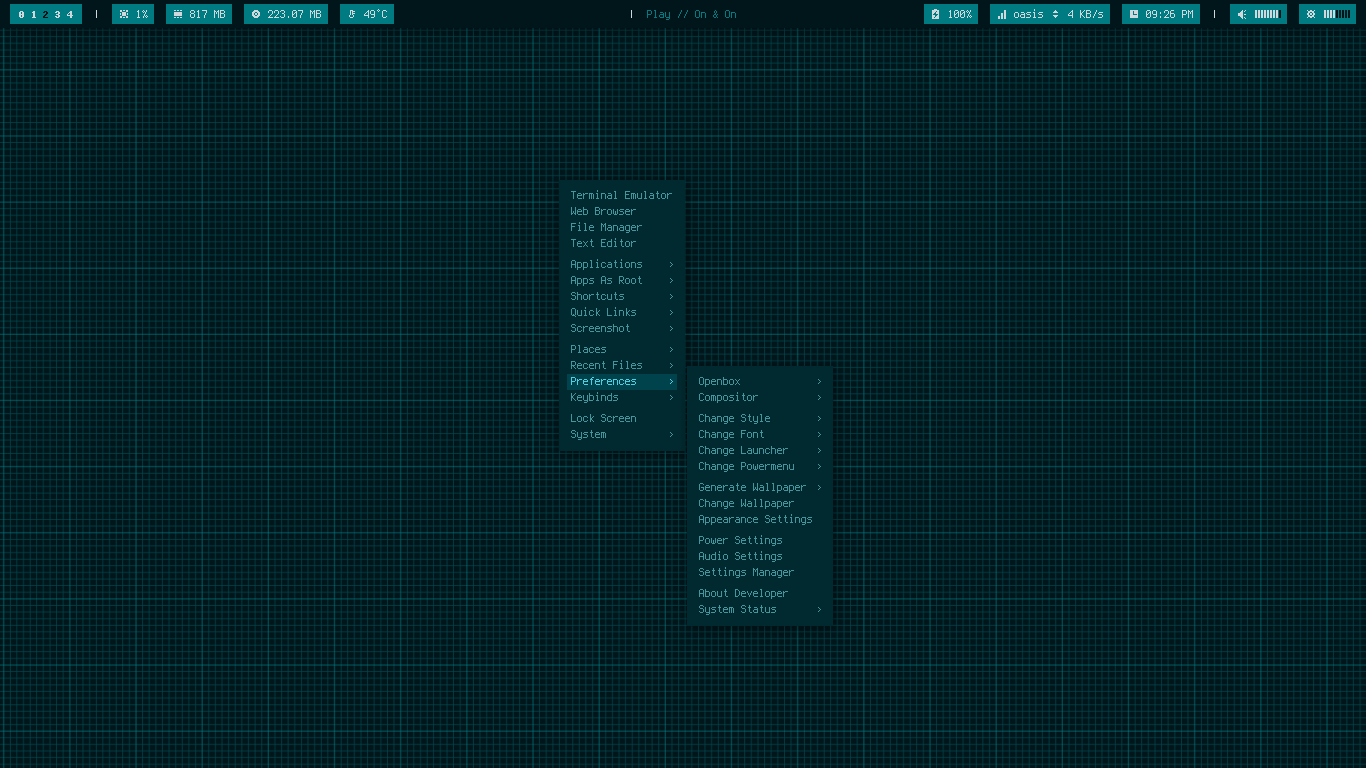 0 1 2 3 4 | 1% 817 MB 223.07 MB 49°C | Play // On & On 100% oasis 4 KB/s 09:26 PM |
Terminal Emulator
Web Browser
File Manager
Text Editor
Applications >
Apps As Root >
Shortcuts >
Quick Links >
Screenshot >
Places >
Recent Files >
Preferences >
Keybinds >
Lock Screen
System >
Openbox >
Compositor >
Change Style >
Change Font >
Change Launcher >
Change Powermenu >
Generate Wallpaper >
Change Wallpaper
Appearance Settings
Power Settings
Audio Settings
Settings Manager
About Developer
System Status >